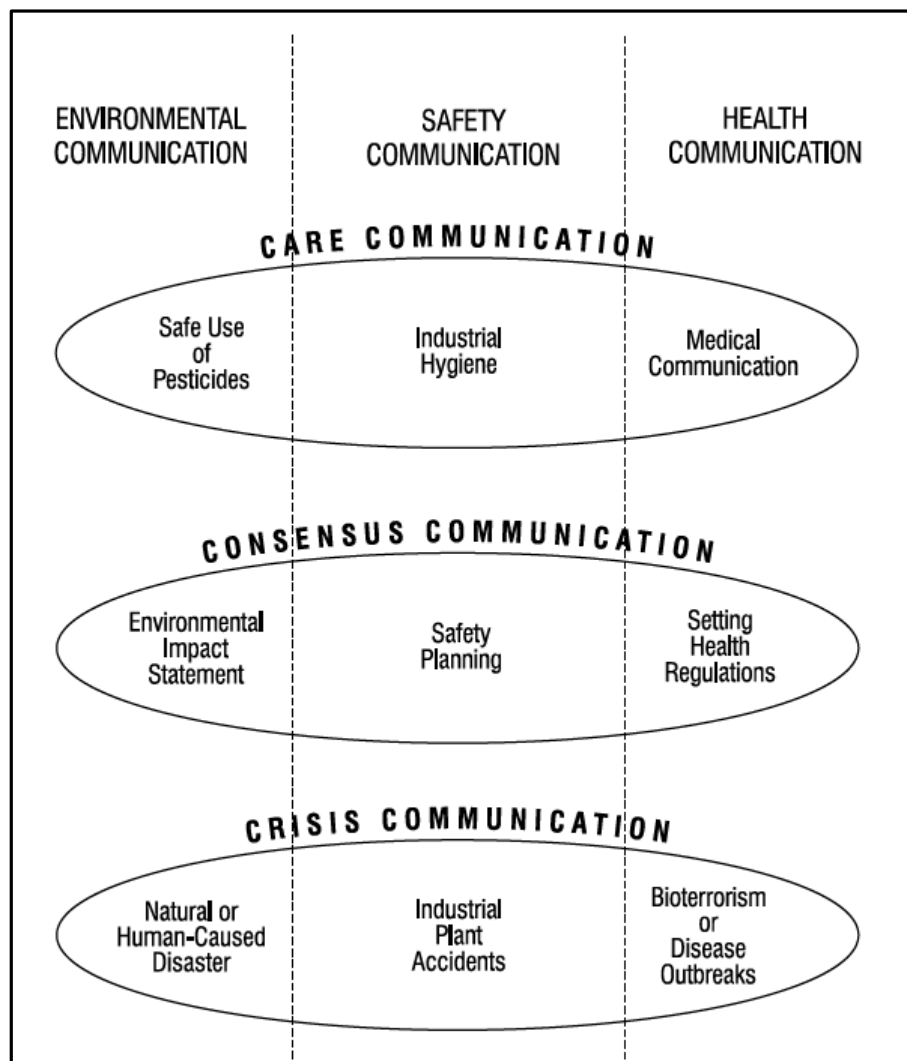 ENVIRONMENTAL
COMMUNICATION
SAFETY
COMMUNICATION
HEALTH
COMMUNICATION
CARE COMMUNICATION
Safe Use
of
Pesticides
Industrial
Hygiene
Medical
Communication
CONSENSUS COMMUNICATION
Environmental
Impact
Statement
Safety
Planning
Setting
Health
Regulations
CRISIS COMMUNICATION
Natural or
Human-Caused
Disaster
Industrial
Plant
Accidents
Bioterrorism
or
Disease
Outbreaks